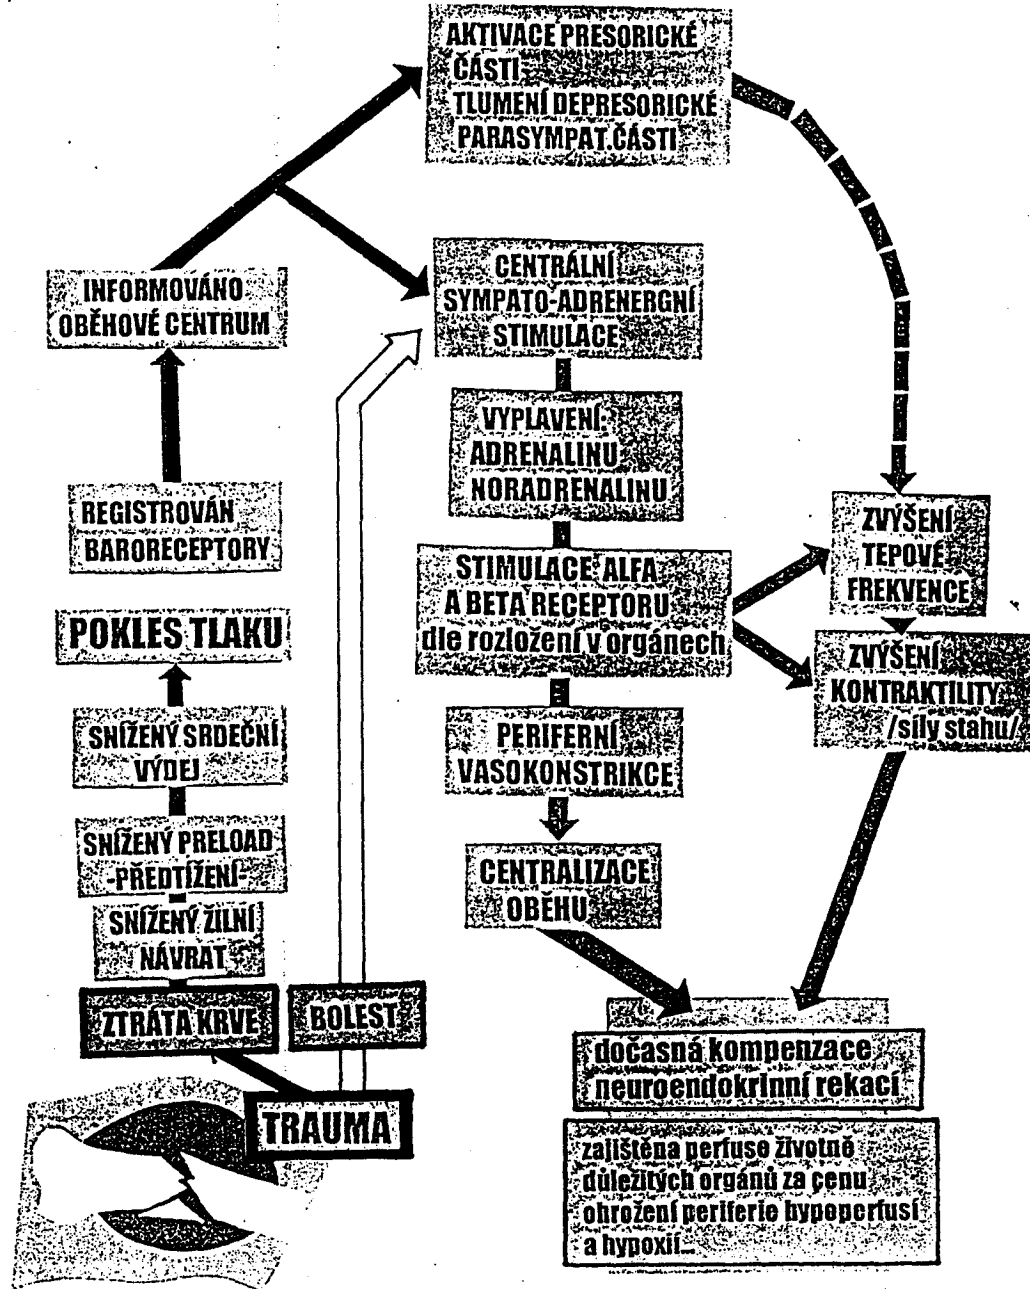 AKTIVACE PRESORICKÉ
ČÁSTI
TLUMENÍ DEPRESORICKÉ
PARASYMPAT.ČÁSTI
INFORMOVÁNO
OBĚHOVÉ CENTRUM
CENTRÁLNÍ
SYMPATO-ADRENERGNÍ
STIMULACE
VYPLAVENÍ:
ADRENALINU
NORADRENALINU
REGISTROVÁN
BARORECEPTORY
STIMULACE ALFA
A BETA RECEPTORU
dle rozložení v orgánech
ZVÝŠENÍ
TEPOVÉ
FREKVENCE
POKLES TLAKU
ZVÝŠENÍ
KONTRAKTILITY
/síly stahu/
SNÍŽENÝ SRDEČNÍ
VÝDEJ
PERIFERNÍ
VASOKONSTRIKCE
SNÍŽENÝ PRELOAD
-PŘEDTÍŽENÍ-
CENTRALIZACE
OBĚHU
SNÍŽENÝ ŽILNÍ
NÁVRAT
ZTRÁTA KRVE
BOLEST
TRAUMA
dočasná kompenzace
neuroendokrinní rekací
zajištěna perfuse životně
důležitých orgánů za cenu
ohrožení periferie hypoperfusí
a hypoxií...